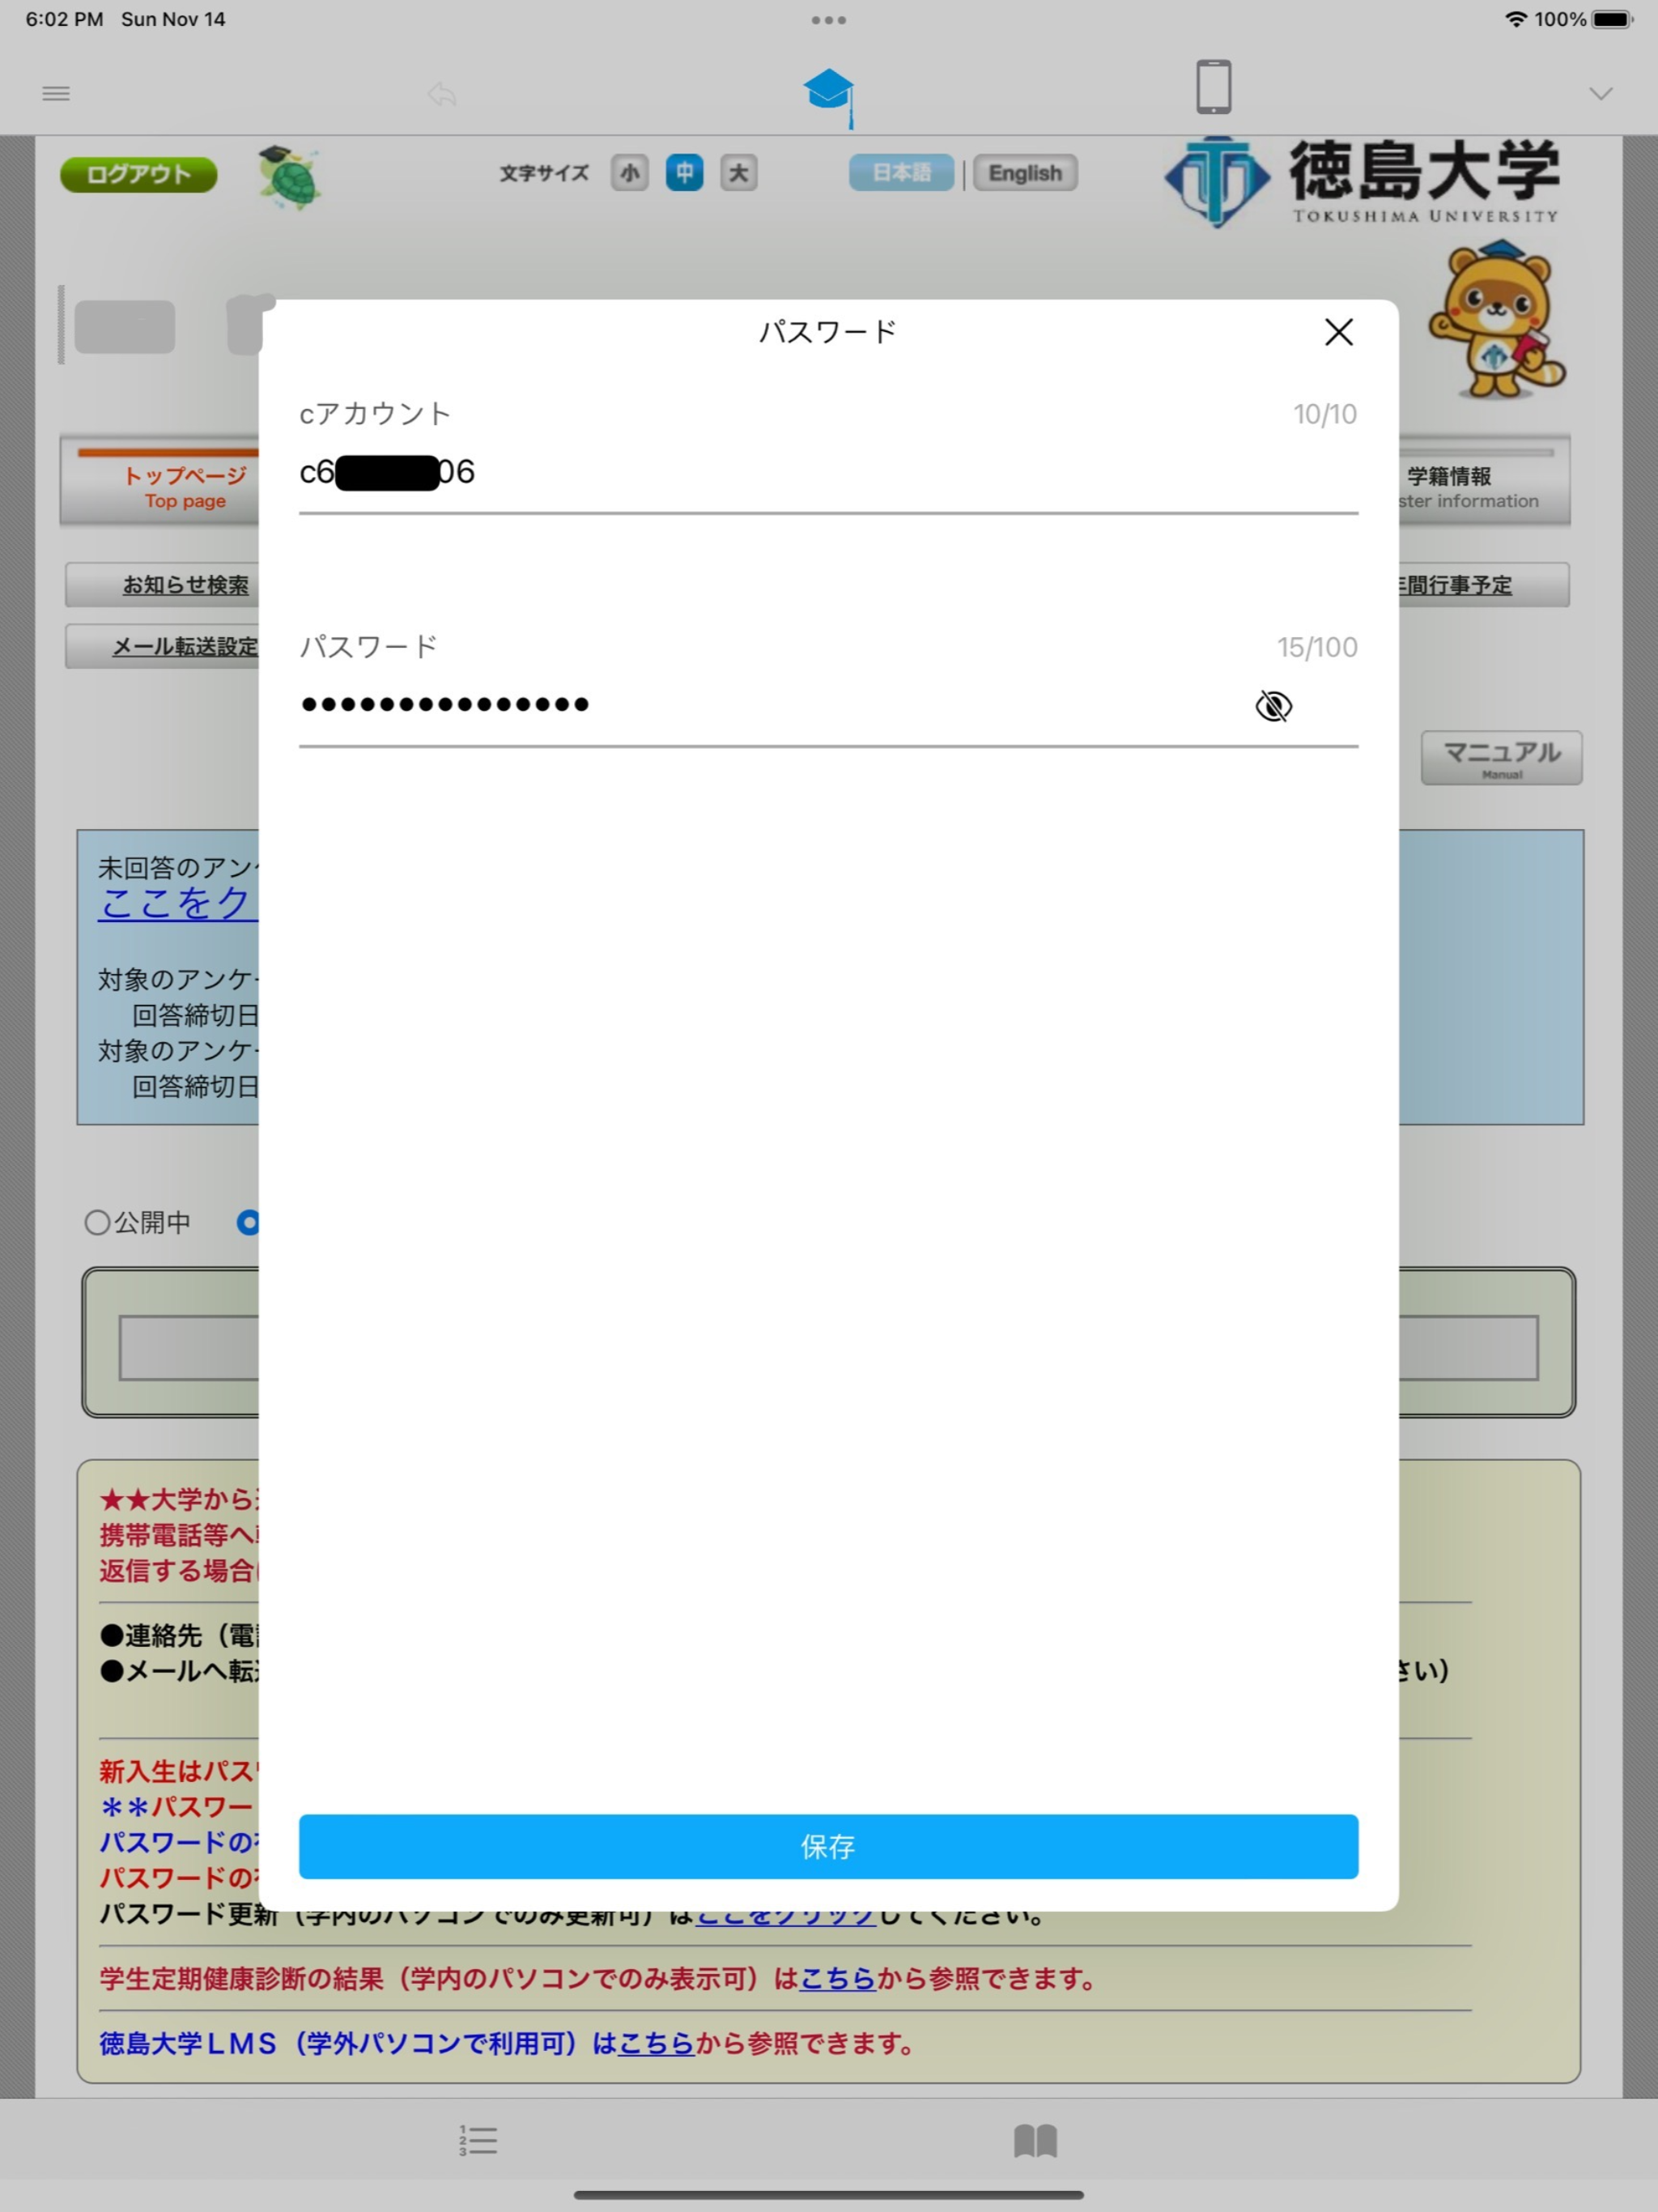 6:02 PM Sun Nov 14
100%
ログアウト
文字サイズ 小 中 大
日本語 | English
徳島大学
TOKUSHIMA UNIVERSITY
パスワード
cアカウント 10/10
c6 06
トップページ
Top page
学籍情報
ster information
お知らせ検索
年間行事予定
メール転送設定
パスワード 15/100
マニュアル
Manual
未回答のアン
ここをク
対象のアンケー
回答締切日
対象のアンケー
回答締切日
公開中
★★大学から
携帯電話等へ
返信する場合
●連絡先（電
●メールへ転
さい）
新入生はパス
＊＊パスワー
パスワードの
パスワードの
保存
パスワード更新（学内のパソコンでのみ更新可）はここをクリックしてください。
学生定期健康診断の結果（学内のパソコンでのみ表示可）はこちらから参照できます。
徳島大学ＬＭＳ（学外パソコンで利用可）はこちらから参照できます。